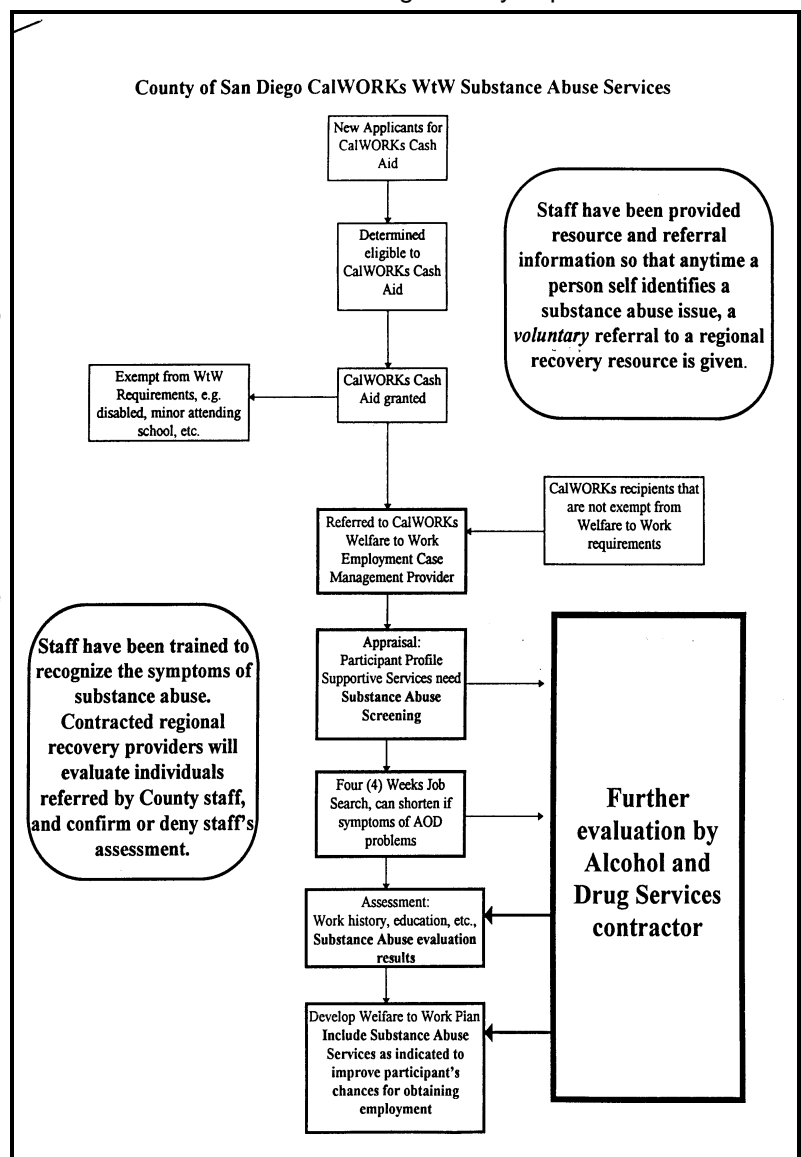 County of San Diego CalWORKs WtW Substance Abuse Services
New Applicants for
CalWORKs Cash
Aid
Determined
eligible to
CalWORKs Cash
Aid
Staff have been provided
resource and referral
information so that anytime a
person self identifies a
substance abuse issue, a
voluntary referral to a regional
recovery resource is given.
Exempt from WtW
Requirements, e.g.
disabled, minor attending
school, etc.
CalWORKs Cash
Aid granted
CalWORKs recipients that
are not exempt from
Welfare to Work
requirements
Referred to CalWORKs
Welfare to Work
Employment Case
Management Provider
Staff have been trained to
recognize the symptoms of
substance abuse.
Contracted regional
recovery providers will
evaluate individuals
referred by County staff,
and confirm or deny staff's
assessment.
Appraisal:
Participant Profile
Supportive Services need
Substance Abuse
Screening
Four (4) Weeks Job
Search, can shorten if
symptoms of AOD
problems
Further
evaluation by
Alcohol and
Drug Services
contractor
Assessment:
Work history, education, etc.,
Substance Abuse evaluation
results
Develop Welfare to Work Plan
Include Substance Abuse
Services as indicated to
improve participant's
chances for obtaining
employment